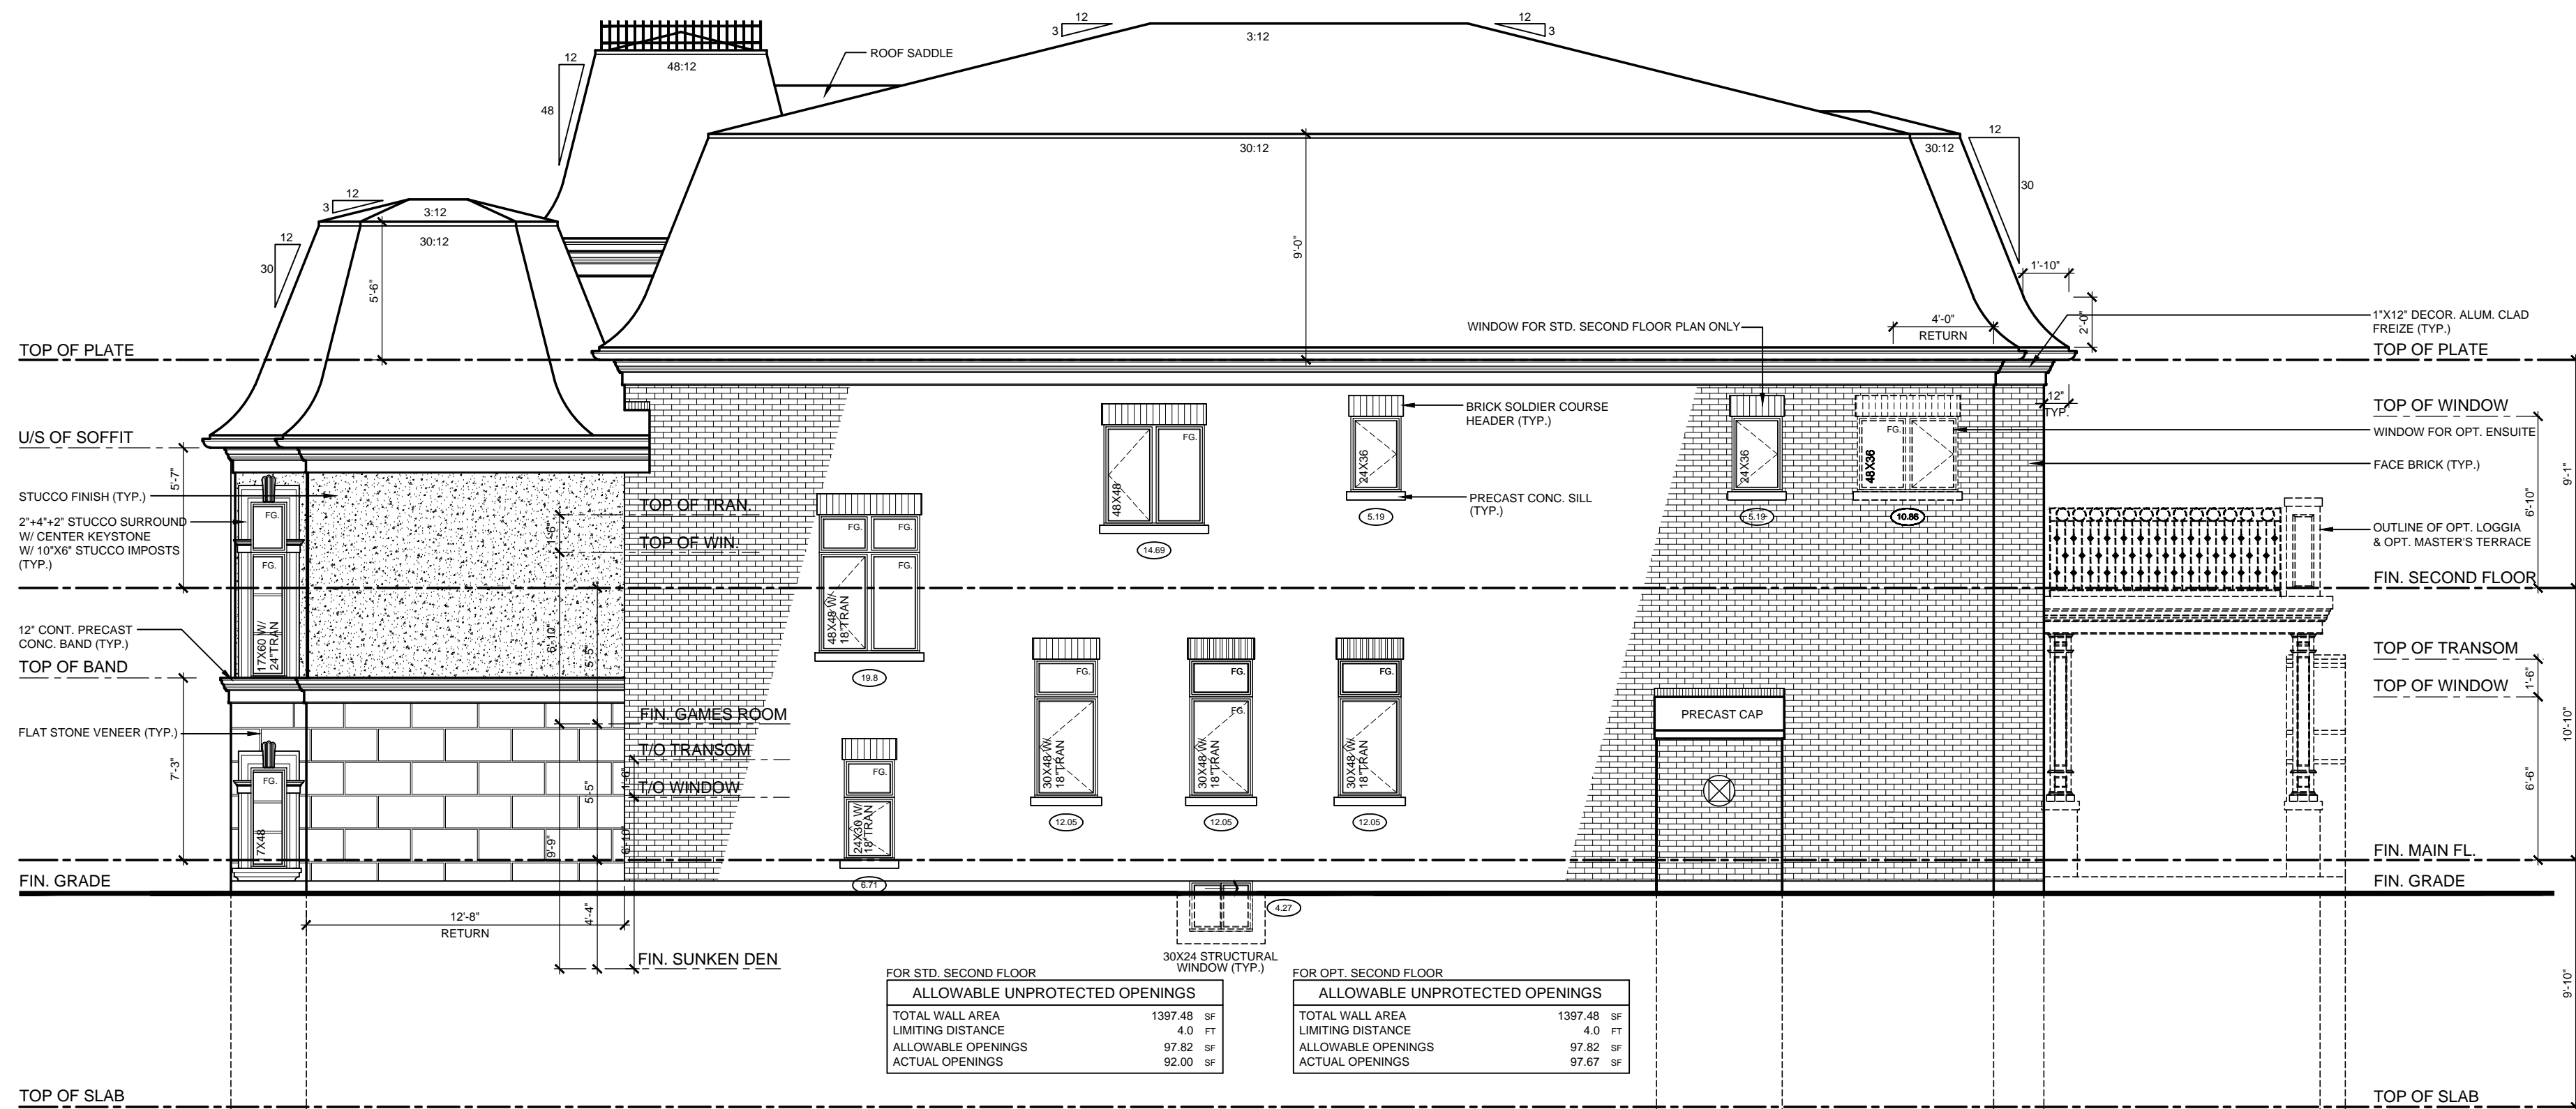 12
3
3:12
12
3
48:12
12
48
ROOF SADDLE
30:12
30:12
12
30
12
3
3:12
30:12
12
30
5'-6"
9'-0"
1'-10"
2'-0"
4'-0"
RETURN
WINDOW FOR STD. SECOND FLOOR PLAN ONLY
1"X12" DECOR. ALUM. CLAD
FREIZE (TYP.)
TOP OF PLATE
TOP OF PLATE
12"
TYP.
TOP OF WINDOW
WINDOW FOR OPT. ENSUITE
FACE BRICK (TYP.)
9'-1"
6'-10"
OUTLINE OF OPT. LOGGIA
& OPT. MASTER'S TERRACE
FIN. SECOND FLOOR
U/S OF SOFFIT
5'-7"
STUCCO FINISH (TYP.)
2"+4"+2" STUCCO SURROUND
W/ CENTER KEYSTONE
W/ 10"X6" STUCCO IMPOSTS
(TYP.)
12" CONT. PRECAST
CONC. BAND (TYP.)
TOP OF BAND
FLAT STONE VENEER (TYP.)
7'-3"
FG.
FG.
17X60 W/
24"TRAN
FG.
17X48
TOP OF TRAN.
1'-6"
TOP OF WIN.
6'-10"
5'-5"
FIN. GAMES ROOM
T/O TRANSOM
1'-6"
T/O WINDOW
5'-5"
9'-9"
6'-10"
4'-4"
FIN. SUNKEN DEN
12'-8"
RETURN
FG.
FG.
FG.
48X48 W/
18"TRAN
19.8
FG.
24X30 W/
18"TRAN
6.71
FG.
48X48
14.69
24X36
5.19
BRICK SOLDIER COURSE
HEADER (TYP.)
PRECAST CONC. SILL
(TYP.)
24X36
5.19
FG.
48X36
10.86
FG.
30X48 W/
18"TRAN
12.05
FG.
FG.
30X48 W/
18"TRAN
12.05
FG.
30X48 W/
18"TRAN
12.05
PRECAST CAP
TOP OF TRANSOM
1'-6"
TOP OF WINDOW
10'-10"
6'-6"
FIN. MAIN FL.
FIN. GRADE
FIN. GRADE
4.27
30X24 STRUCTURAL
WINDOW (TYP.)
FOR STD. SECOND FLOOR
ALLOWABLE UNPROTECTED OPENINGS
TOTAL WALL AREA 1397.48 SF
LIMITING DISTANCE 4.0 FT
ALLOWABLE OPENINGS 97.82 SF
ACTUAL OPENINGS 92.00 SF
FOR OPT. SECOND FLOOR
ALLOWABLE UNPROTECTED OPENINGS
TOTAL WALL AREA 1397.48 SF
LIMITING DISTANCE 4.0 FT
ALLOWABLE OPENINGS 97.82 SF
ACTUAL OPENINGS 97.67 SF
9'-10"
TOP OF SLAB
TOP OF SLAB